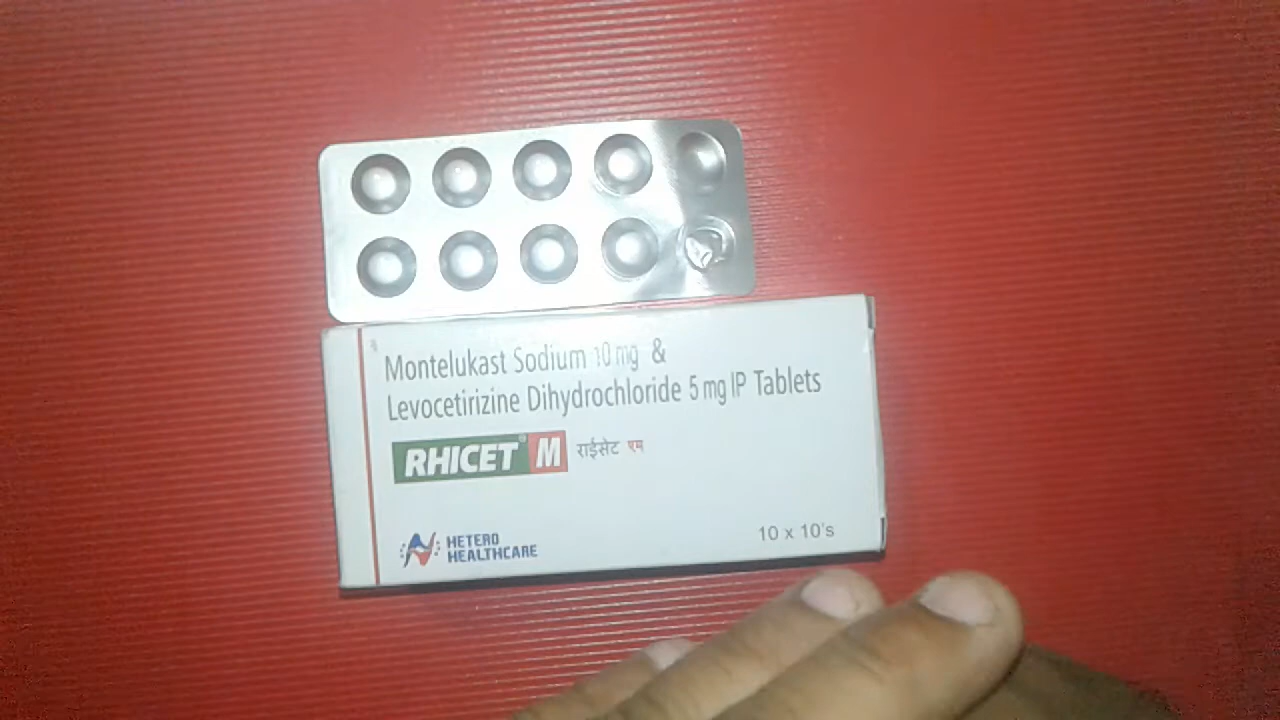 Montelukast Sodium 10 mg &
Levocetirizine Dihydrochloride 5 mg IP Tablets
RHICET® M राईसेट एम
HETERO
HEALTHCARE
10 x 10's